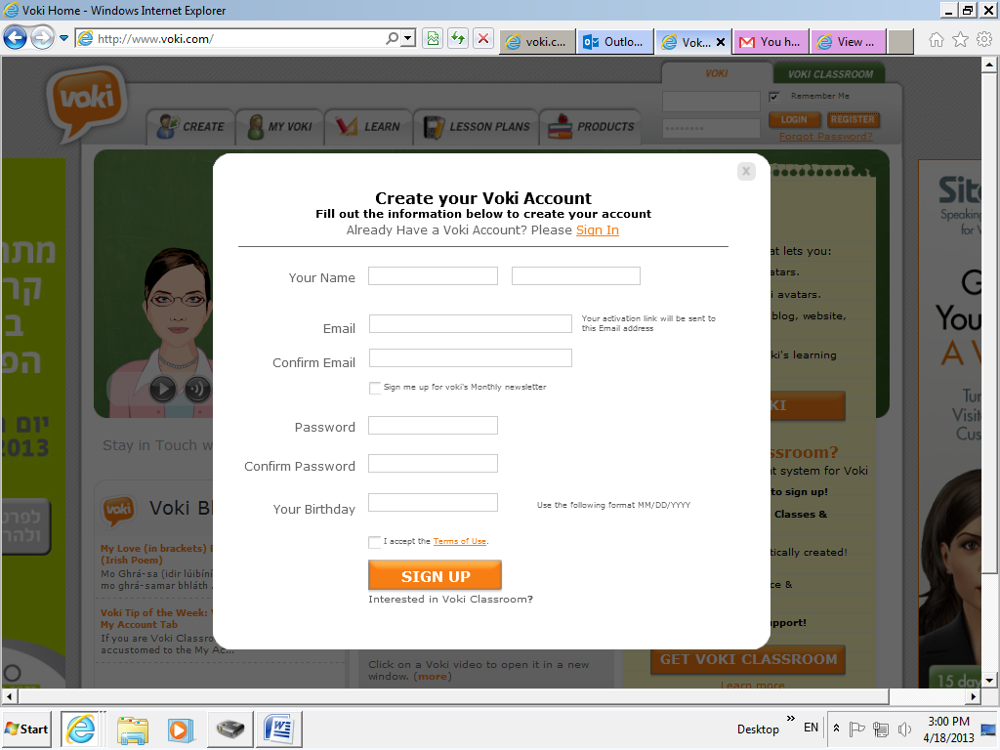 Voki Home - Windows Internet Explorer
http://www.voki.com/
voki.c...
Outlo...
Vok...
You h...
View ...
voki
CREATE
MY VOKI
LEARN
LESSON PLANS
PRODUCTS
VOKI
VOKI CLASSROOM
Remember Me
LOGIN
REGISTER
Forgot Password?
x
Create your Voki Account
Fill out the information below to create your account
Already Have a Voki Account? Please Sign In
Your Name
Email
Your activation link will be sent to
this Email address
Confirm Email
Sign me up for voki's Monthly newsletter
Password
Confirm Password
Your Birthday
Use the following format MM/DD/YYYY
I accept the Terms of Use.
SIGN UP
Interested in Voki Classroom?
מתו
קר
ב
הפ
יום
2013
לפרט
ולהר
Stay in Touch w
voki
Voki Bl
My Love (in brackets)
(Irish Poem)
Mo Ghrá-sa (idir lúibíní
mo ghrá-samar bhláth
Voki Tip of the Week:
My Account Tab
If you are Voki Classro
accustomed to the My Ac...
Click on a Voki video to open it in a new
window. (more)
at lets you:
atars.
i avatars.
blog, website,
ki's learning
KI
ssroom?
nt system for Voki
to sign up!
Classes &
tically created!
ce &
upport!
GET VOKI CLASSROOM
Learn more
Site
Speaking
for V
G
You
A V
Tur
Visite
Cus
15 day
Start
Desktop
EN
3:00 PM
4/18/2013